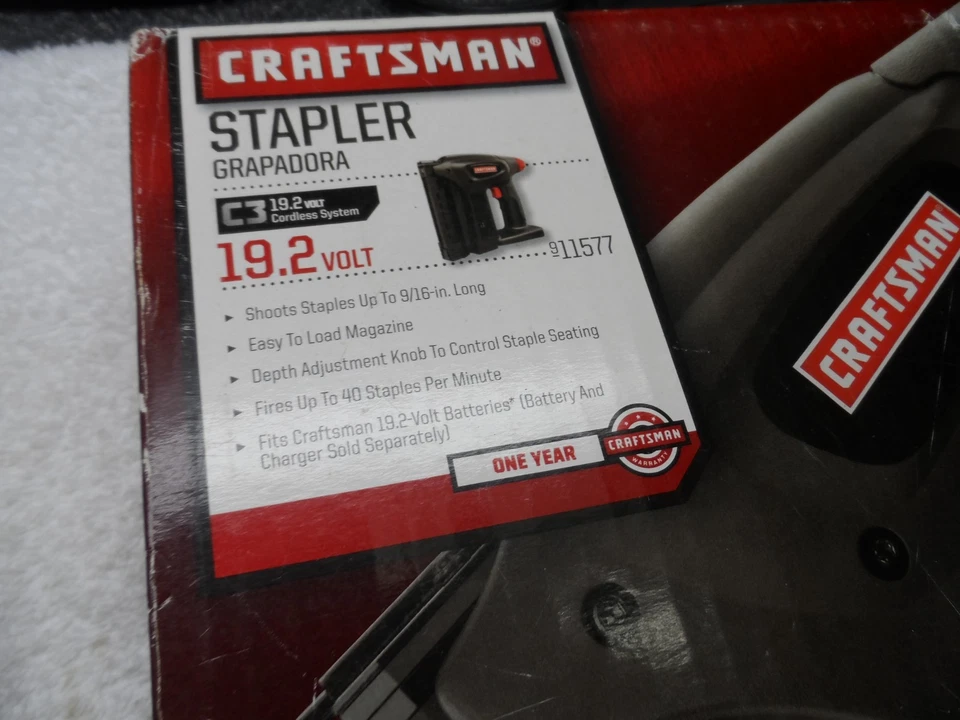 CRAFTSMAN®
STAPLER
GRAPADORA
C3 19.2 VOLT
Cordless System
19.2 VOLT
911577
Shoots Staples Up To 9/16-in. Long
Easy To Load Magazine
Depth Adjustment Knob To Control Staple Seating
Fires Up To 40 Staples Per Minute
Fits Craftsman 19.2-Volt Batteries* (Battery And
Charger Sold Separately)
ONE YEAR
CRAFTSMAN
WARRANTY
CRAFTSMAN